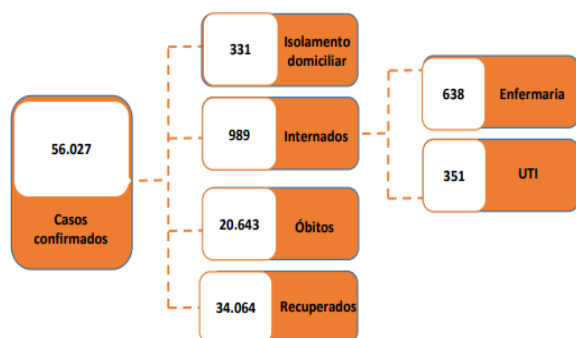 56.027
Casos
confirmados
331
Isolamento
domiciliar
989
Internados
20.643
Óbitos
34.064
Recuperados
638
Enfermaria
351
UTI